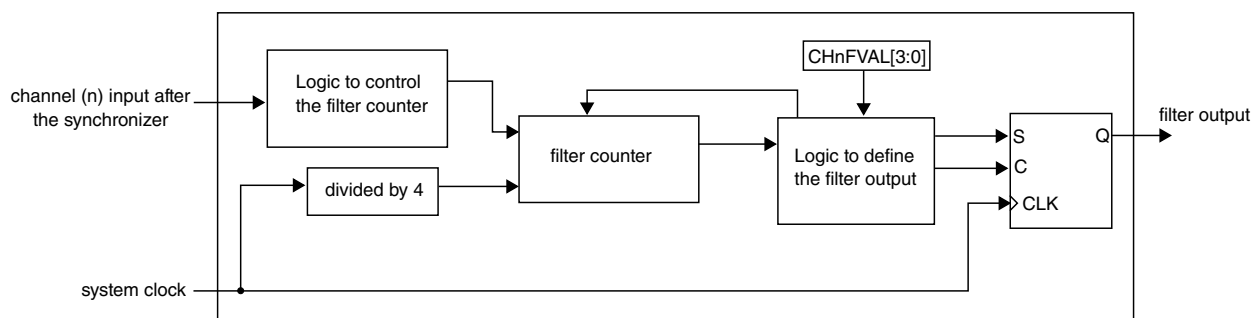 CHnFVAL[3:0]
Logic to control
the filter counter
channel (n) input after
the synchronizer
filter output
S
Q
filter counter
Logic to define
the filter output
C
divided by 4
CLK
system clock